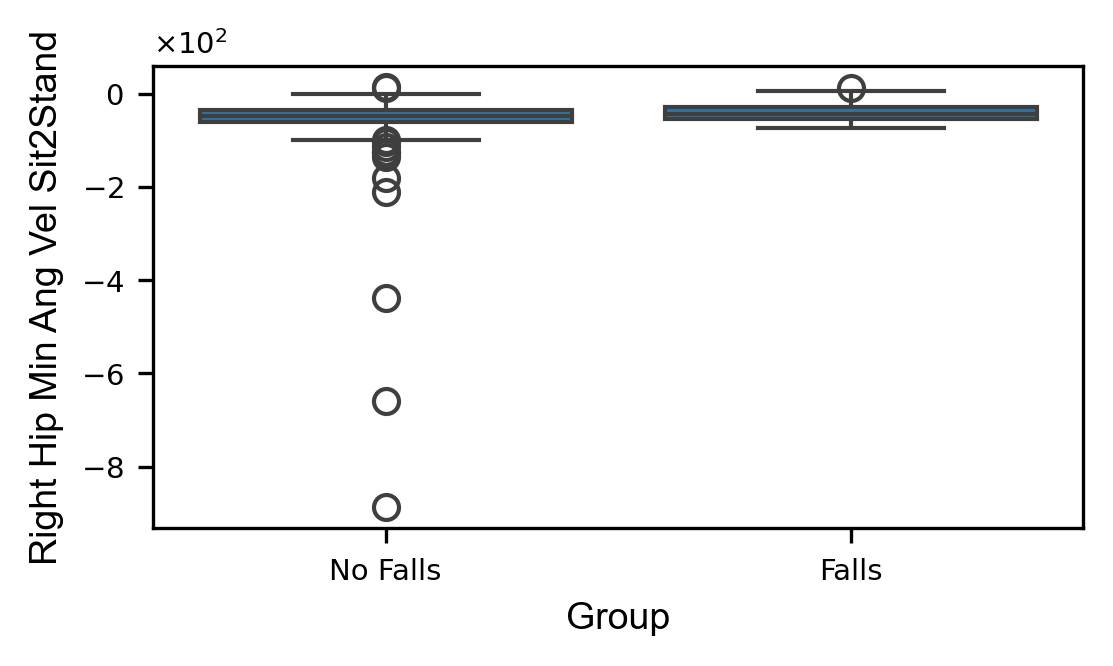 ×10²
0
−2
−4
−6
−8
Right Hip Min Ang Vel Sit2Stand
No Falls
Falls
Group